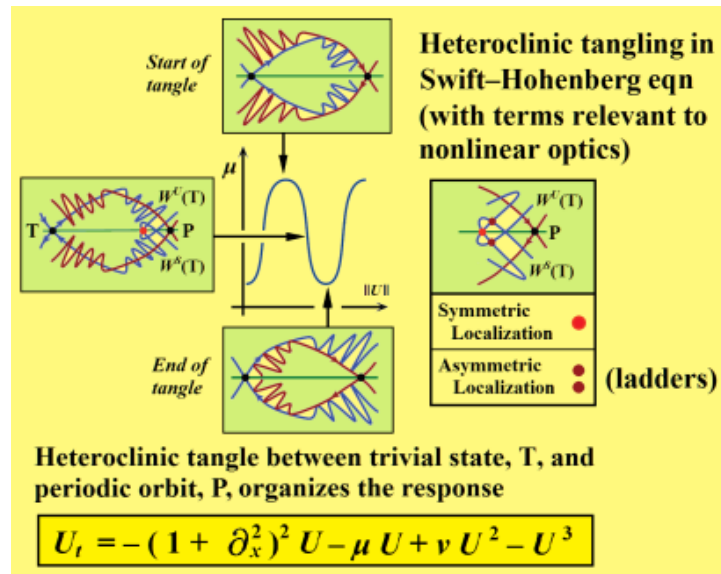 Start of
tangle
Heteroclinic tangling in
Swift–Hohenberg eqn
(with terms relevant to
nonlinear optics)
μ
W^U(T)
T
P
W^S(T)
||U||
W^U(T)
P
W^S(T)
Symmetric
Localization
Asymmetric
Localization
(ladders)
End of
tangle
Heteroclinic tangle between trivial state, T, and
periodic orbit, P, organizes the response
U_t = – ( 1 + ∂_x^2 )^2 U – μ U + ν U^2 – U^3